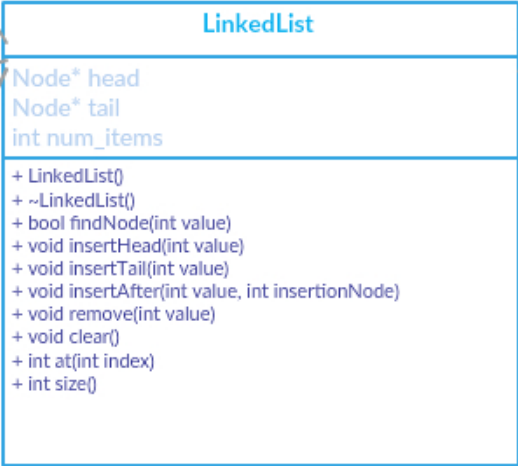 LinkedList
Node* head
Node* tail
int num_items
+ LinkedList()
+ ~LinkedList()
+ bool findNode(int value)
+ void insertHead(int value)
+ void insertTail(int value)
+ void insertAfter(int value, int insertionNode)
+ void remove(int value)
+ void clear()
+ int at(int index)
+ int size()